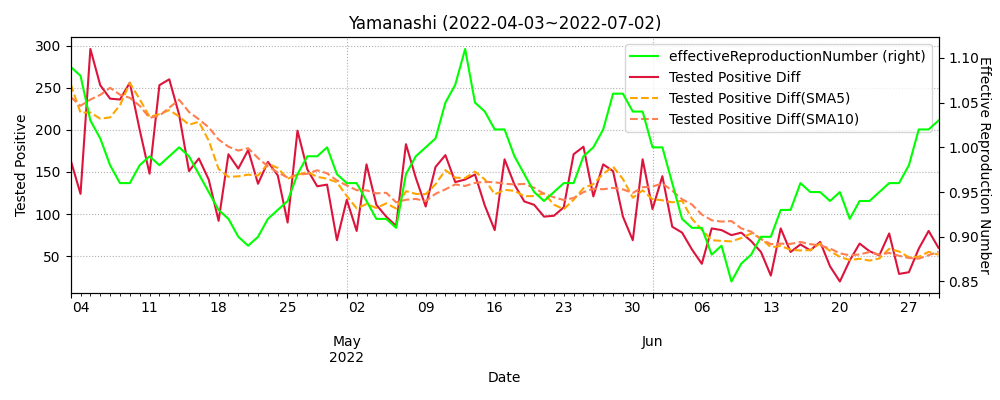 Yamanashi (2022-04-03~2022-07-02)
effectiveReproductionNumber (right)
Tested Positive Diff
Tested Positive Diff(SMA5)
Tested Positive Diff(SMA10)
Tested Positive
300
250
200
150
100
50
1.10
1.05
1.00
0.95
0.90
0.85
Effective Reproduction Number
04 11 18 25 02 09 16 23 30 06 13 20 27
May Jun
2022
Date